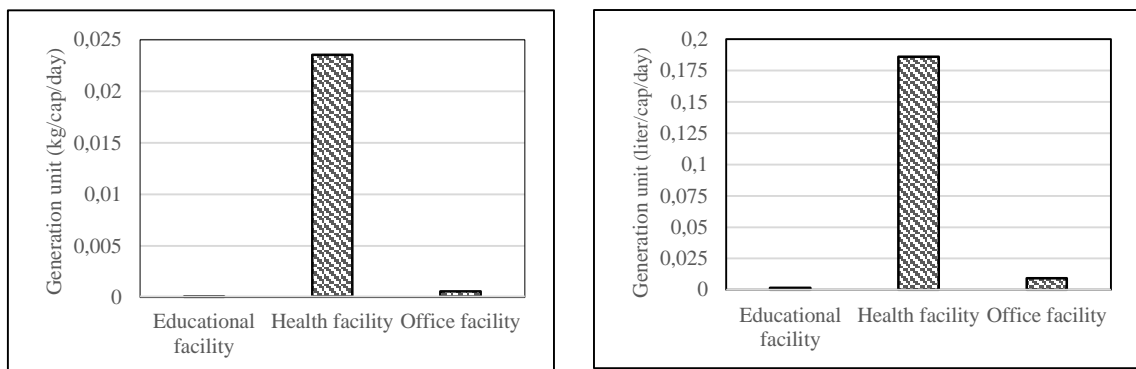 Generation unit (kg/cap/day)
0,025
0,02
0,015
0,01
0,005
0
Educational facility
Health facility
Office facility
Generation unit (liter/cap/day)
0,2
0,175
0,15
0,125
0,1
0,075
0,05
0,025
0
Educational facility
Health facility
Office facility